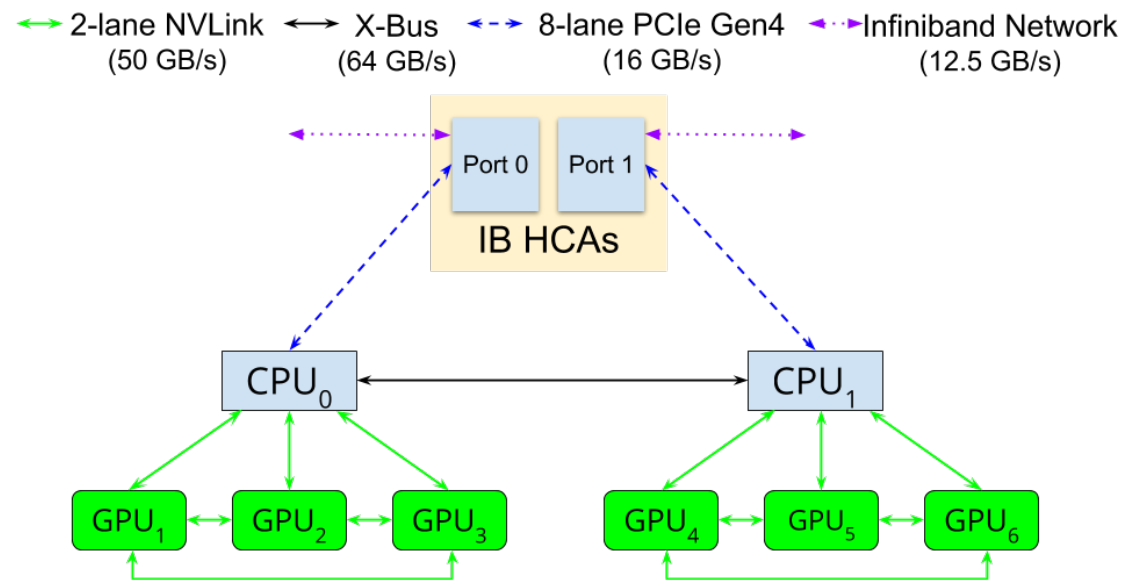 2-lane NVLink X-Bus 8-lane PCIe Gen4 Infiniband Network
(50 GB/s) (64 GB/s) (16 GB/s) (12.5 GB/s)
Port 0 Port 1
IB HCAs
CPU0 CPU1
GPU1 GPU2 GPU3 GPU4 GPU5 GPU6